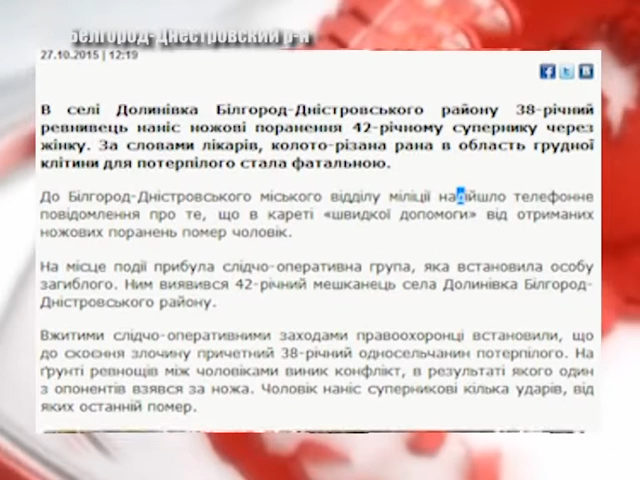 Белгород- Днестровский р-н
27.10.2015 | 12:19
В селі Долинівка Білгород-Дністровського району 38-річний
ревнивець наніс ножові поранення 42-річному супернику через
жінку. За словами лікарів, колото-різана рана в область грудної
клітини для потерпілого стала фатальною.
До Білгород-Дністровського міського відділу міліції надійшло телефонне
повідомлення про те, що в кареті «швидкої допомоги» від отриманих
ножових поранень помер чоловік.
На місце події прибула слідчо-оперативна група, яка встановила особу
загиблого. Ним виявився 42-річний мешканець села Долинівка Білгород-
Дністровського району.
Вжитими слідчо-оперативними заходами правоохоронці встановили, що
до скоєння злочину причетний 38-річний односельчанин потерпілого. На
ґрунті ревнощів між чоловіками виник конфлікт, в результаті якого один
з опонентів взявся за ножа. Чоловік наніс суперникові кілька ударів, від
яких останній помер.